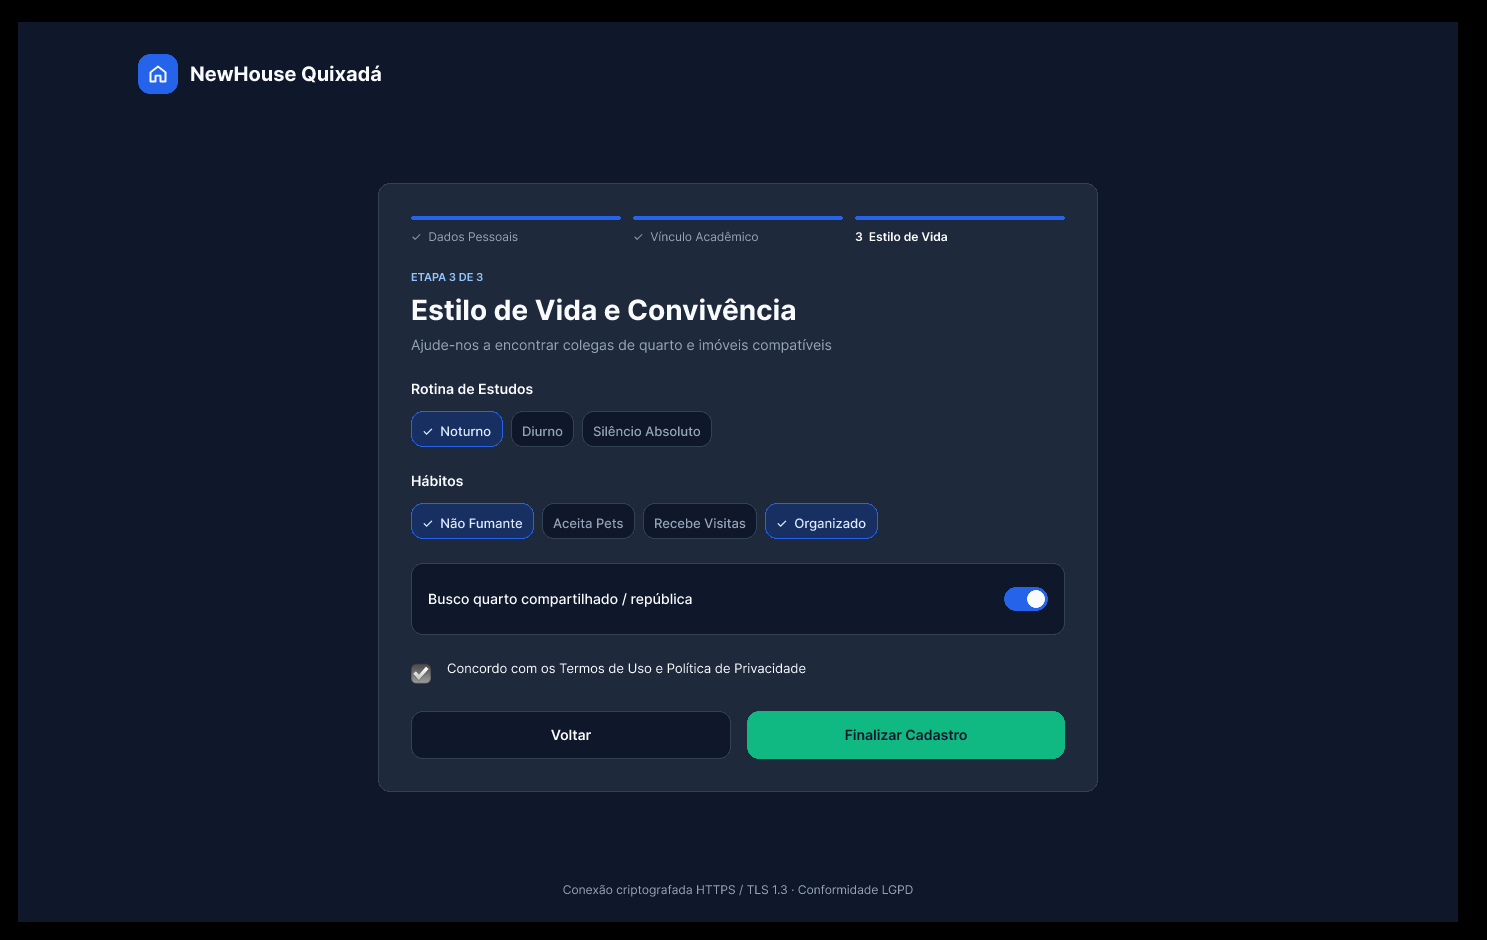 NewHouse Quixadá
✓ Dados Pessoais
✓ Vínculo Acadêmico
3 Estilo de Vida
ETAPA 3 DE 3
Estilo de Vida e Convivência
Ajude-nos a encontrar colegas de quarto e imóveis compatíveis
Rotina de Estudos
✓ Noturno
Diurno
Silêncio Absoluto
Hábitos
✓ Não Fumante
Aceita Pets
Recebe Visitas
✓ Organizado
Busco quarto compartilhado / república
Concordo com os Termos de Uso e Política de Privacidade
Voltar
Finalizar Cadastro
Conexão criptografada HTTPS / TLS 1.3 · Conformidade LGPD